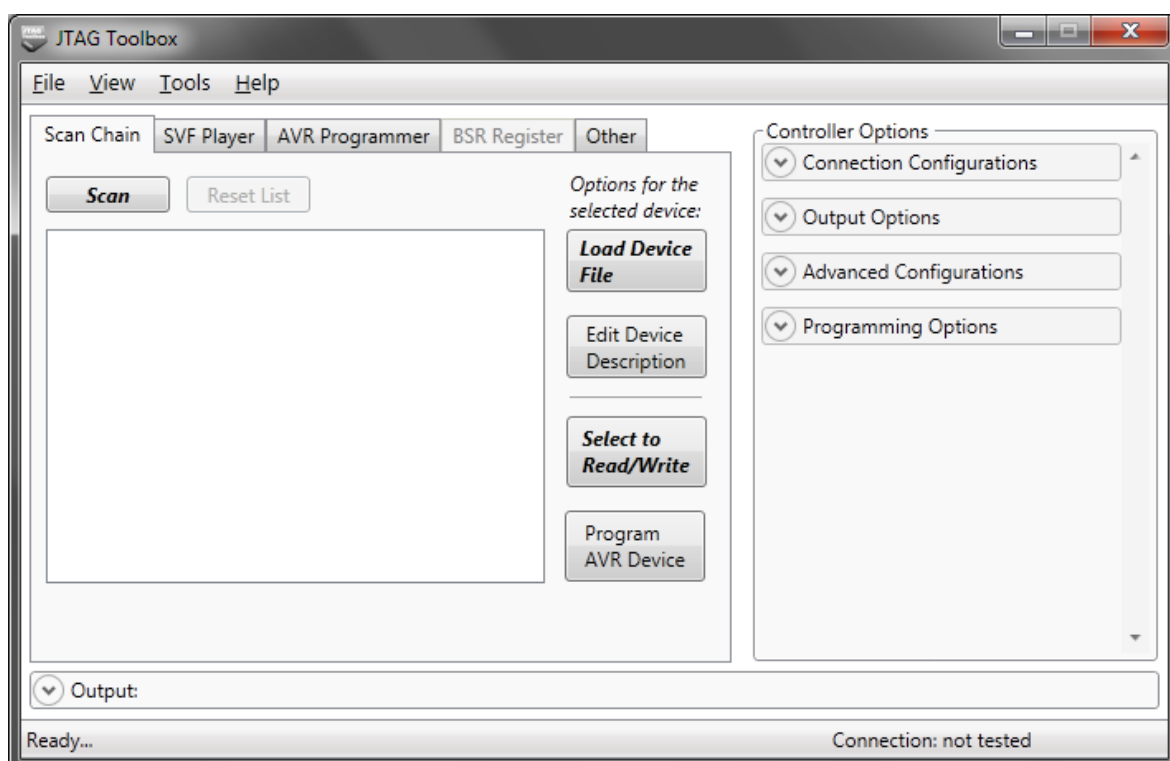 JTAG Toolbox
File View Tools Help
Scan Chain SVF Player AVR Programmer BSR Register Other
Scan Reset List
Options for the
selected device:
Load Device
File
Edit Device
Description
Select to
Read/Write
Program
AVR Device
Controller Options
Connection Configurations
Output Options
Advanced Configurations
Programming Options
Output:
Ready... Connection: not tested